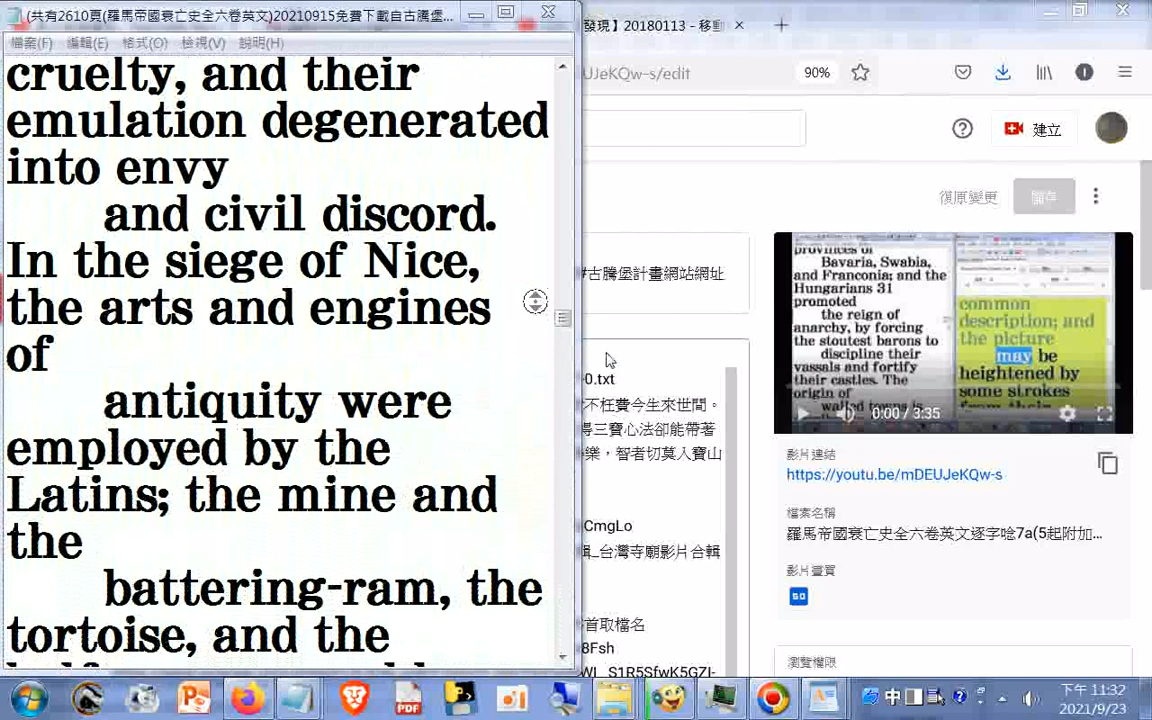 (共有2610頁(羅馬帝國衰亡史全六卷英文)20210915免費下載自古騰堡...
檔案(F) 編輯(E) 格式(O) 檢視(V) 說明(H)
cruelty, and their
emulation degenerated
into envy
and civil discord.
In the siege of Nice,
the arts and engines
of
antiquity were
employed by the
Latins; the mine and
the
battering-ram, the
tortoise, and the
發現】20180113 - 移動
UJeKQw-s/edit
90%
建立
復原變更
儲存
#古騰堡計畫網站網址
-0.txt
不枉費今生來世間。
得三寶心法卻能帶著
樂，智者切莫入寶山
CmgLo
輯_台灣寺廟影片合輯
首取檔名
8Fsh
WI_S1R5SfwK5GZI-
provinces of
Bavaria, Swabia,
and Franconia; and the
Hungarians 31
promoted
the reign of
anarchy, by forcing
the stoutest barons to
discipline their
vassals and fortify
their castles. The
origin of
walled towns is
common
description; and
the picture
may be
heightened by
some strokes
0:00 / 3:35
影片連結
https://youtu.be/mDEUJeKQw-s
檔案名稱
羅馬帝國衰亡史全六卷英文逐字唸7a(5起附加...
影片畫質
SD
瀏覽權限
中
下午 11:32
2021/9/23